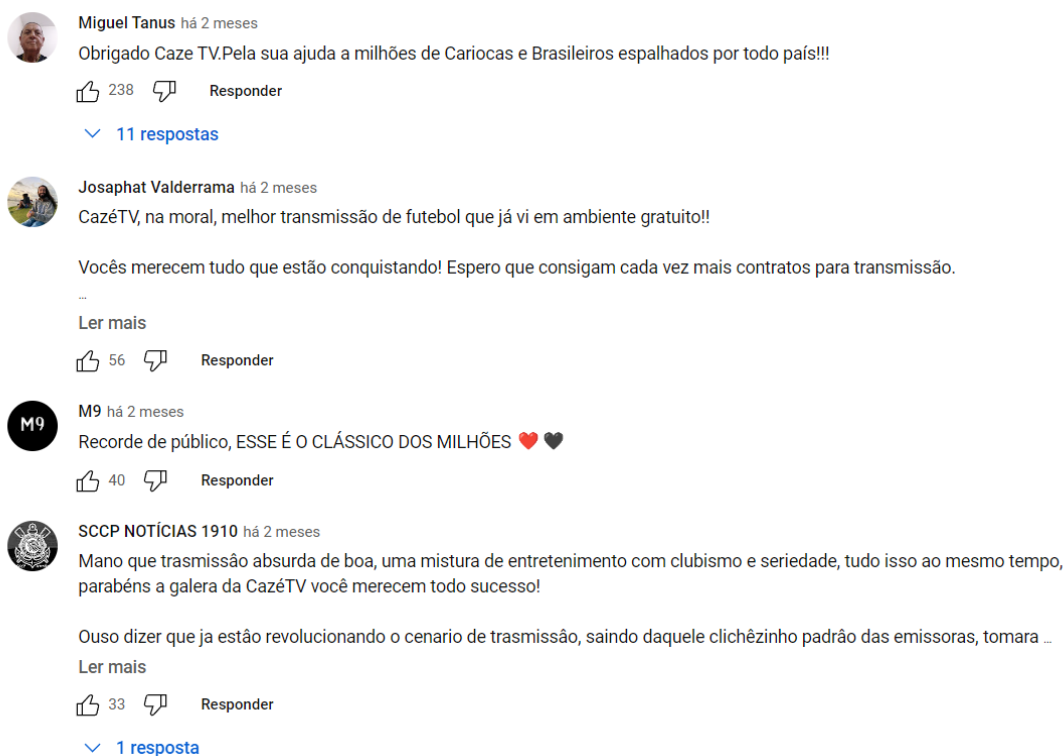 Miguel Tanus há 2 meses
Obrigado Caze TV.Pela sua ajuda a milhões de Cariocas e Brasileiros espalhados por todo país!!!
238 Responder
11 respostas
Josaphat Valderrama há 2 meses
CazéTV, na moral, melhor transmissão de futebol que já vi em ambiente gratuito!!
Vocês merecem tudo que estão conquistando! Espero que consigam cada vez mais contratos para transmissão.
...
Ler mais
56 Responder
M9
M9 há 2 meses
Recorde de público, ESSE É O CLÁSSICO DOS MILHÕES ❤️ 🖤
40 Responder
SCCP NOTÍCIAS 1910 há 2 meses
Mano que trasmissâo absurda de boa, uma mistura de entretenimento com clubismo e seriedade, tudo isso ao mesmo tempo,
parabéns a galera da CazéTV você merecem todo sucesso!
Ouso dizer que ja estâo revolucionando o cenario de trasmissâo, saindo daquele clichêzinho padrâo das emissoras, tomara ...
Ler mais
33 Responder
1 resposta